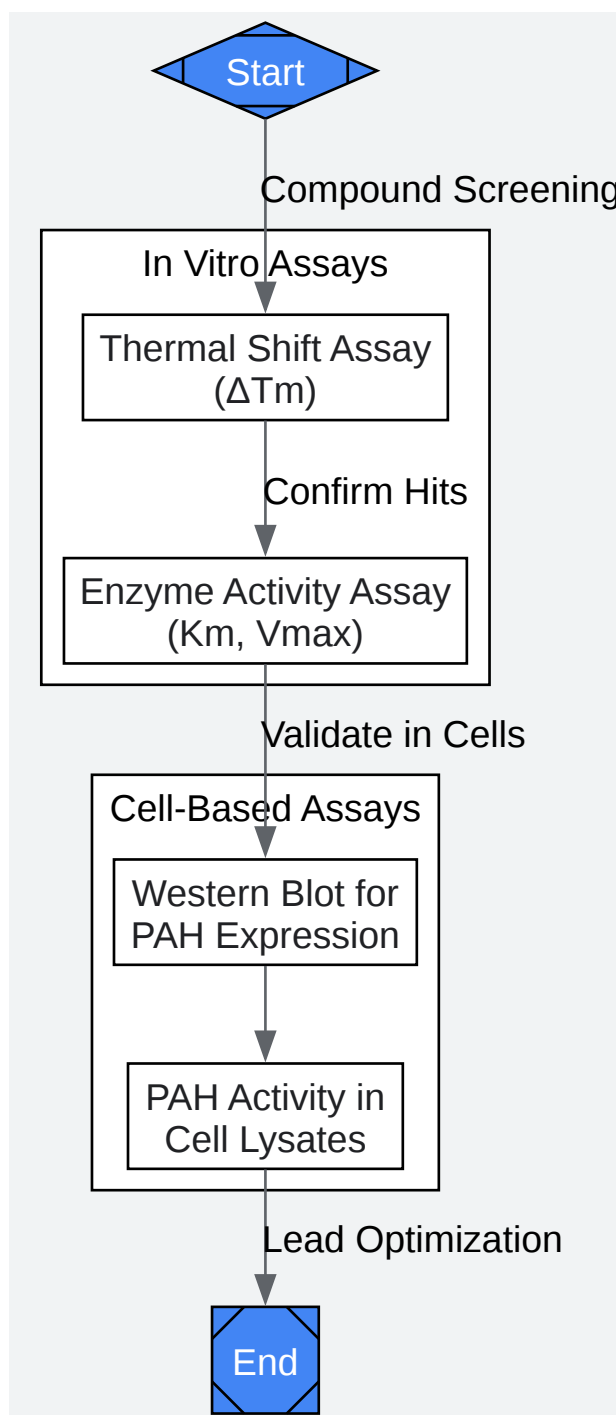 Start
Compound Screening
In Vitro Assays
Thermal Shift Assay
(ΔTm)
Confirm Hits
Enzyme Activity Assay
(Km, Vmax)
Validate in Cells
Cell-Based Assays
Western Blot for
PAH Expression
PAH Activity in
Cell Lysates
Lead Optimization
End